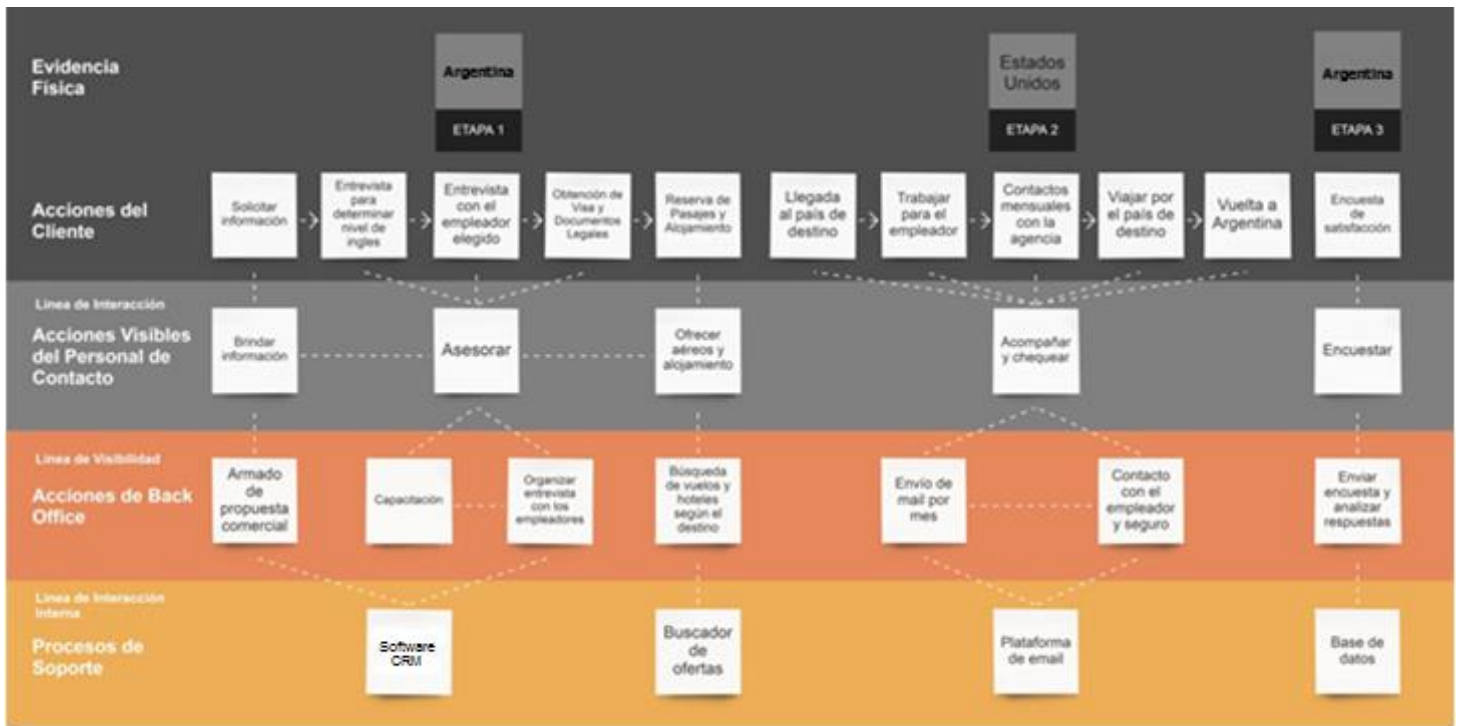 Evidencia
Física
Argentina
ETAPA 1
Estados
Unidos
ETAPA 2
Argentina
ETAPA 3
Acciones del
Cliente
Solicitar
información
Entrevista
para
determinar
nivel de
ingles
Entrevista
con el
empleador
elegido
Obtención de
Visa y
Documentos
Legales
Reserva de
Pasajes y
Alojamiento
Llegada
al país de
destino
Trabajar
para el
empleador
Contactos
mensuales
con la
agencia
Viajar por
el país de
destino
Vuelta a
Argentina
Encuesta
de
satisfacción
Linea de Interacción
Acciones Visibles
del Personal de
Contacto
Brindar
información
Asesorar
Ofrecer
aéreos y
alojamiento
Acompañar
y chequear
Encuestar
Linea de Visibilidad
Acciones de Back
Office
Armado
de
propuesta
comercial
Capacitación
Organizar
entrevista
con los
empleadores
Búsqueda
de vuelos y
hoteles
según el
destino
Envío de
mail por
mes
Contacto
con el
empleador
y seguro
Enviar
encuesta y
analizar
respuestas
Linea de Interacción
Interna
Procesos de
Soporte
Software
CRM
Buscador
de
ofertas
Plataforma
de email
Base de
datos